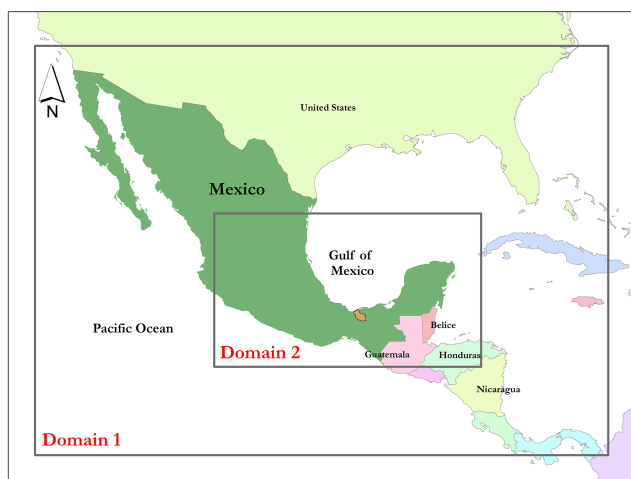 United States
N
Mexico
Gulf of
Mexico
Pacific Ocean
Belice
Domain 2
Guatemala
Honduras
Nicaragua
Domain 1